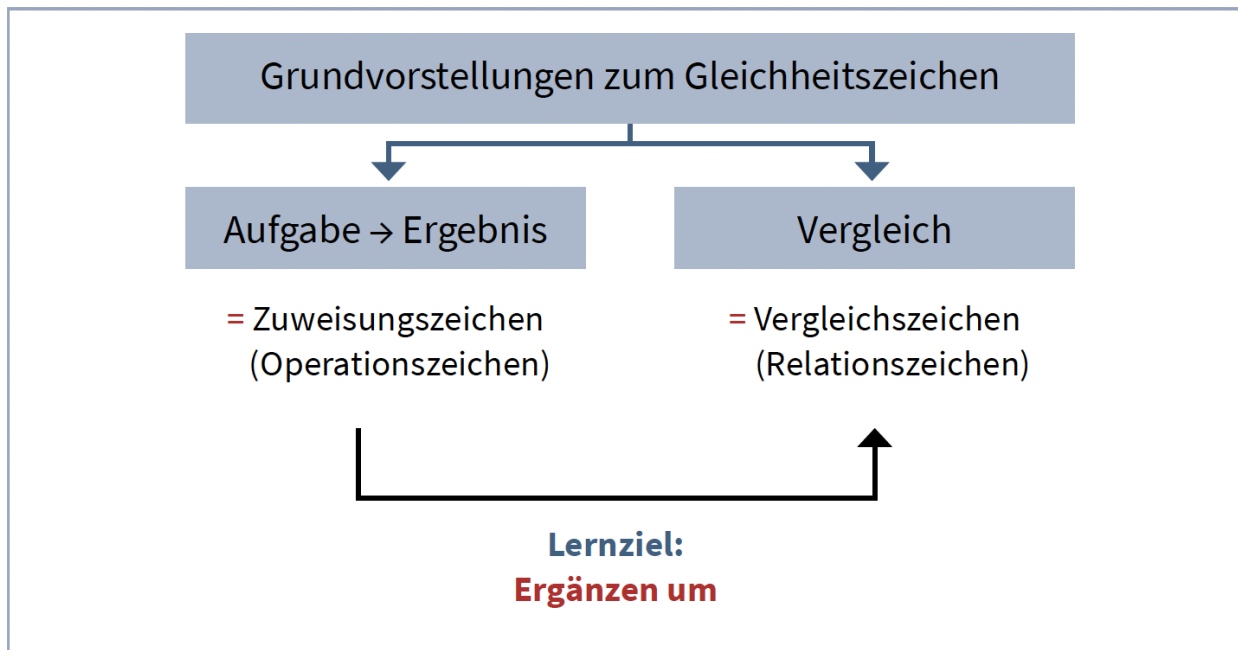 Grundvorstellungen zum Gleichheitszeichen
Aufgabe → Ergebnis
Vergleich
= Zuweisungszeichen
(Operationszeichen)
= Vergleichszeichen
(Relationszeichen)
Lernziel:
Ergänzen um